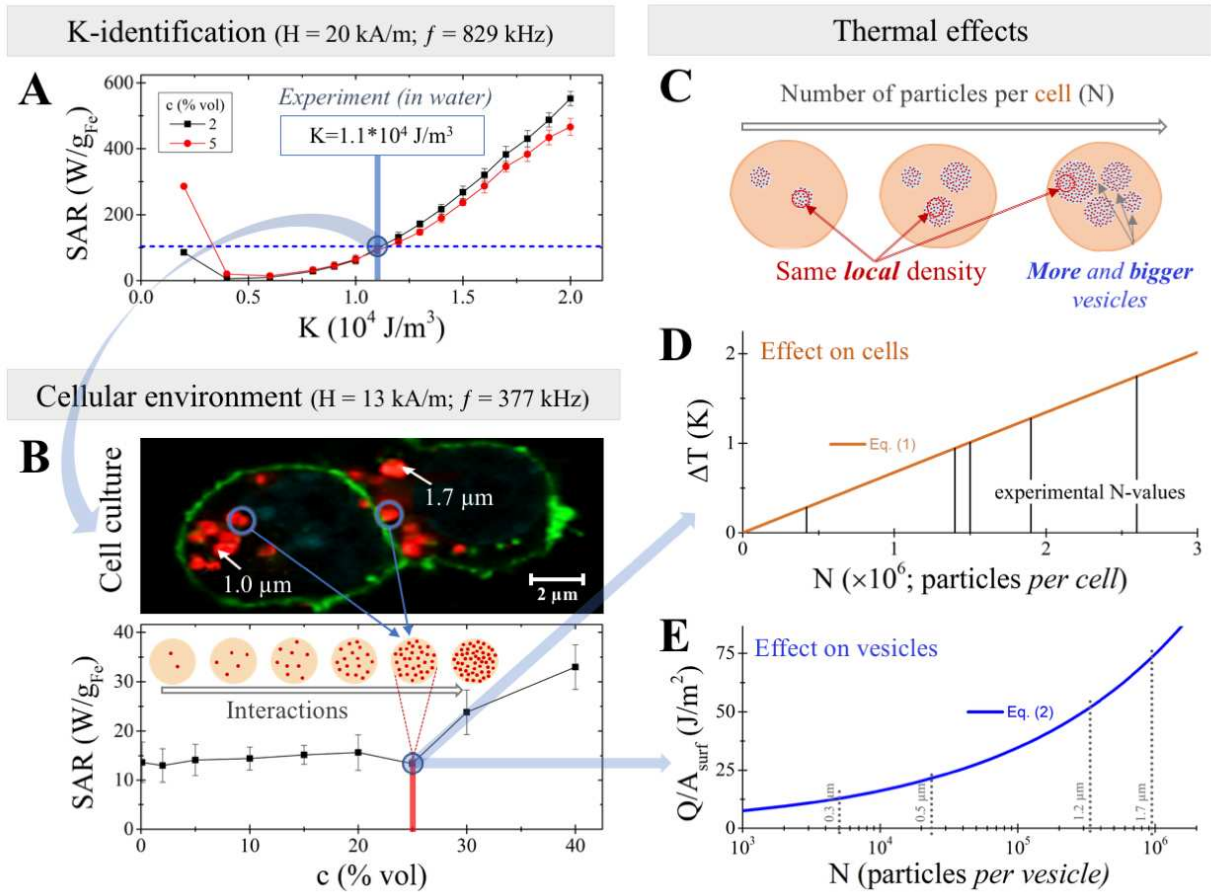 K-identification (H = 20 kA/m; ƒ = 829 kHz)
A
SAR (W/g_Fe)
600
400
200
0
c (% vol)
2
5
Experiment (in water)
K=1.1*10⁴ J/m³
0.0 0.5 1.0 1.5 2.0
K (10⁴ J/m³)
Cellular environment (H = 13 kA/m; ƒ = 377 kHz)
B
Cell culture
1.7 µm
1.0 µm
2 µm
SAR (W/g_Fe)
40
30
20
10
0
Interactions
0 10 20 30 40
c (% vol)
Thermal effects
C
Number of particles per cell (N)
Same local density
More and bigger
vesicles
D
Effect on cells
ΔT (K)
2
1
0
Eq. (1)
experimental N-values
0 1 2 3
N (×10⁶; particles per cell)
E
Effect on vesicles
Q/A_surf (J/m²)
75
50
25
0
Eq. (2)
0.3 µm
0.5 µm
1.2 µm
1.7 µm
10³ 10⁴ 10⁵ 10⁶
N (particles per vesicle)